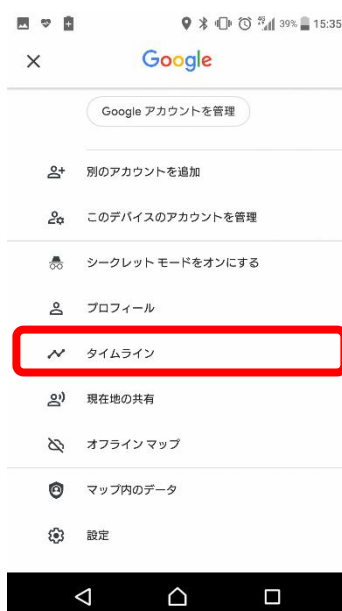 39% 15:35
Google
Google アカウントを管理
別のアカウントを追加
このデバイスのアカウントを管理
シークレット モードをオンにする
プロフィール
タイムライン
現在地の共有
オフライン マップ
マップ内のデータ
設定